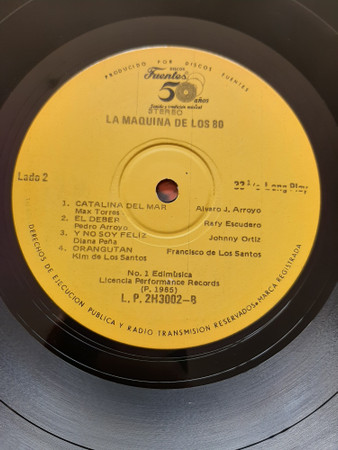 PRODUCIDO POR DISCOS FUENTES
DISCOS
Fuentes
50 años
STEREO
LA MAQUINA DE LOS 80
Lado 2
33 1/3 Long Play
1. CATALINA DEL MAR Alvaro J. Arroyo
Max Torres
2. EL DEBER Rary Escudero
Pedro Arroyo
3. Y NO SOY FELIZ Johnny Ortiz
Diana Peña
4. ORANGUTAN Francisco de Los Santos
Kim de Los Santos
No. 1 Edimúsica
Licencia Performance Records
(P. 1985)
L. P. 2H3002-B
DERECHOS DE EJECUCION PUBLICA Y RADIO TRANSMISION RESERVADOS. MARCA REGISTRADA